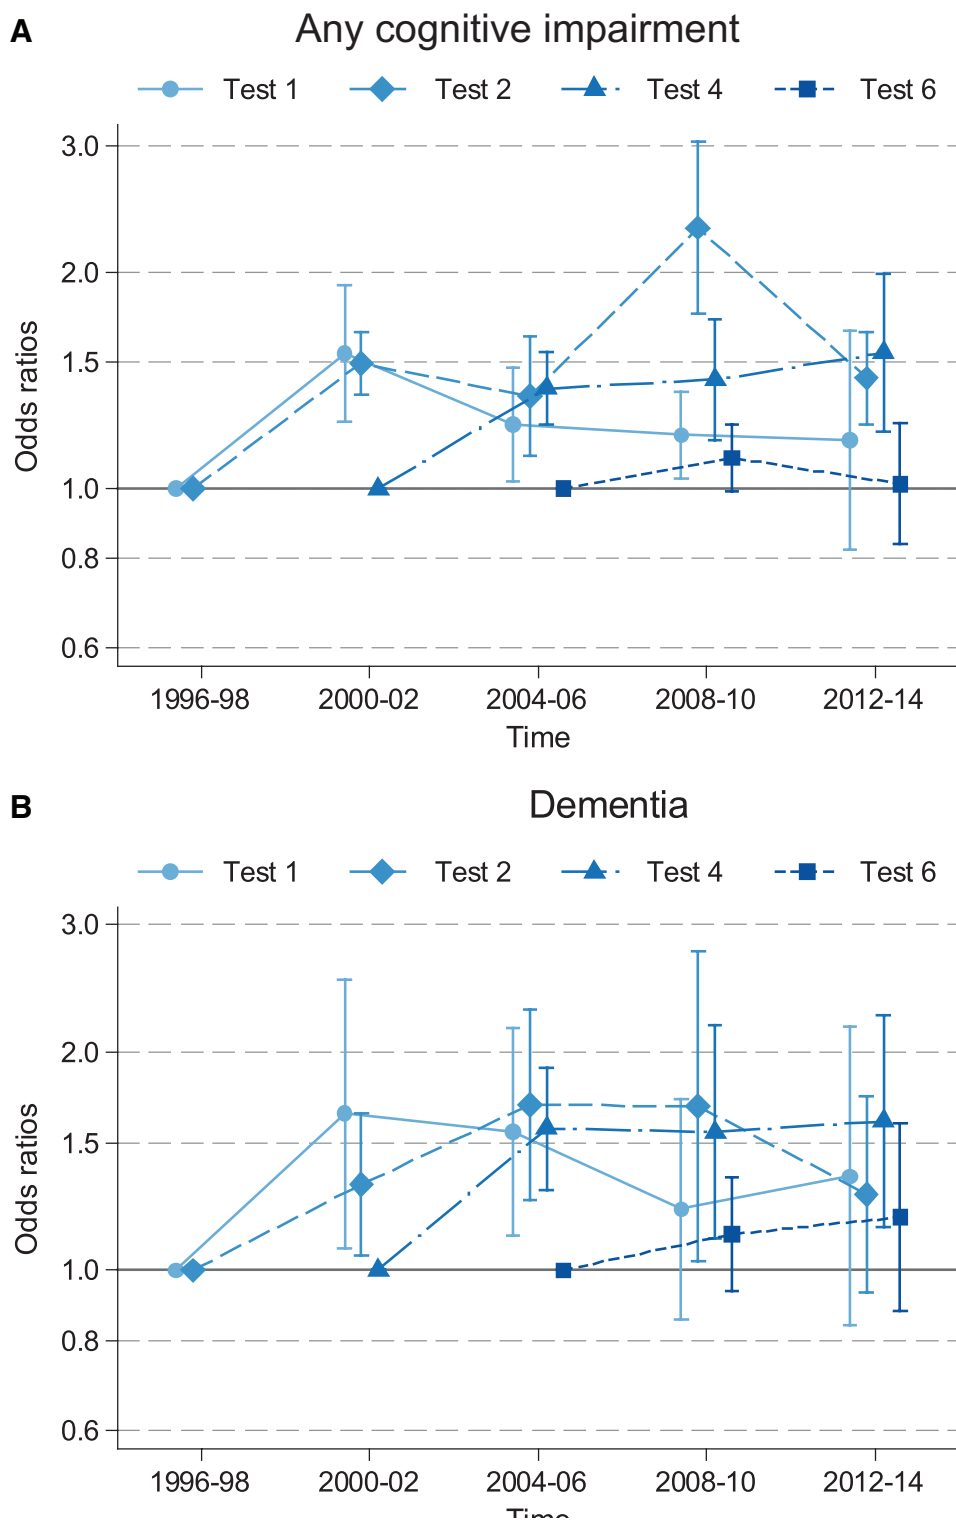 A
Any cognitive impairment
Test 1 Test 2 Test 4 Test 6
3.0
2.0
1.5
1.0
0.8
0.6
Odds ratios
1996-98 2000-02 2004-06 2008-10 2012-14
Time
B
Dementia
Test 1 Test 2 Test 4 Test 6
3.0
2.0
1.5
1.0
0.8
0.6
Odds ratios
1996-98 2000-02 2004-06 2008-10 2012-14
Time